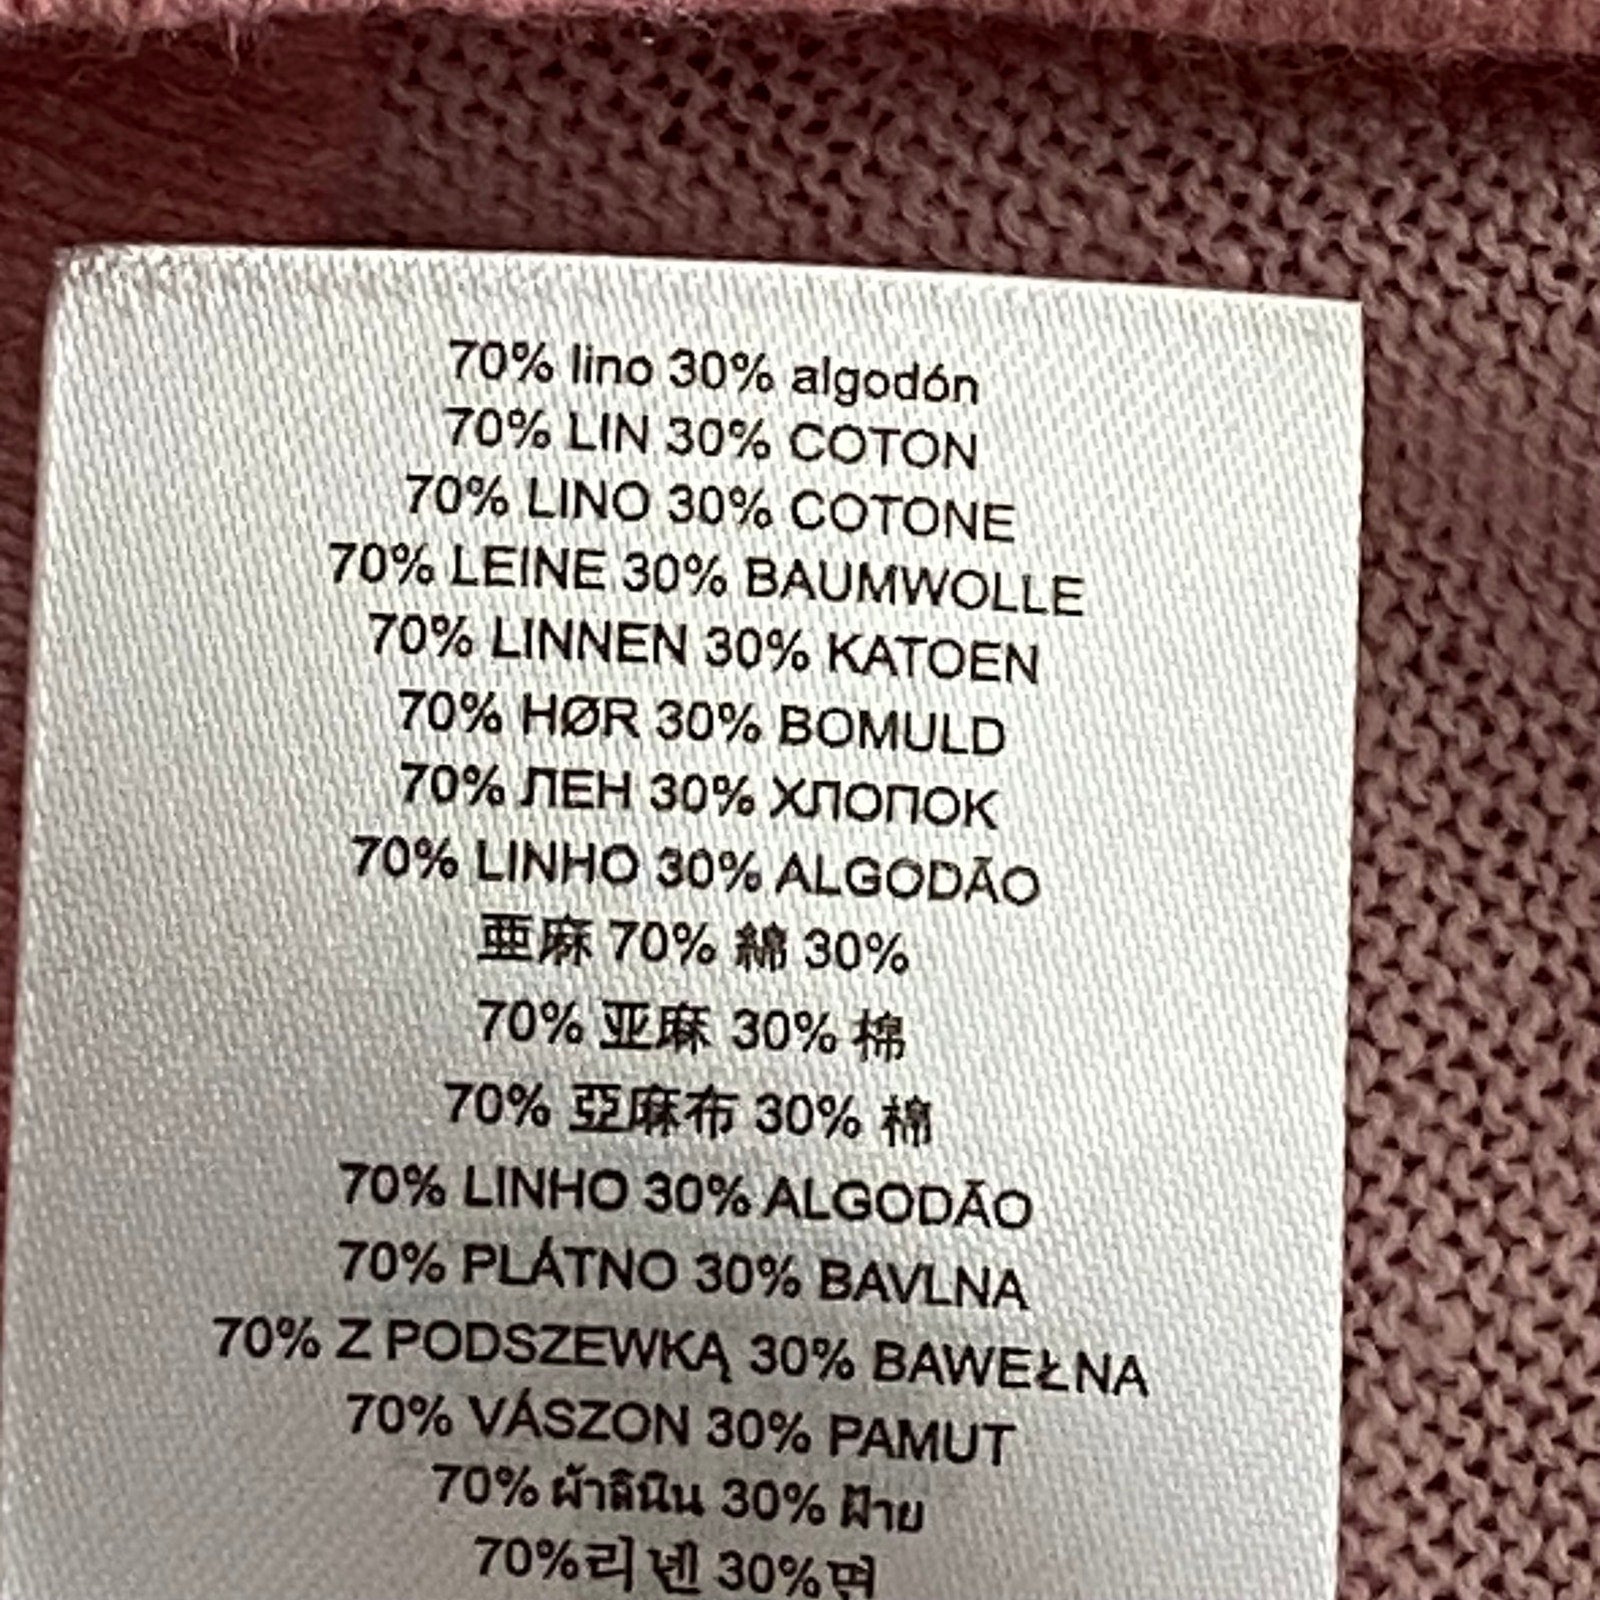 70% lino 30% algodón
70% LIN 30% COTON
70% LINO 30% COTONE
70% LEINE 30% BAUMWOLLE
70% LINNEN 30% KATOEN
70% HØR 30% BOMULD
70% ЛЕН 30% ХЛОПОК
70% LINHO 30% ALGODÃO
亜麻 70% 綿 30%
70% 亚麻 30% 棉
70% 亞麻布 30% 棉
70% LINHO 30% ALGODÃO
70% PLÁTNO 30% BAVLNA
70% Z PODSZEWKĄ 30% BAWEŁNA
70% VÁSZON 30% PAMUT
70% ผ้าลินิน 30% ฝ้าย
70%리넨 30%면